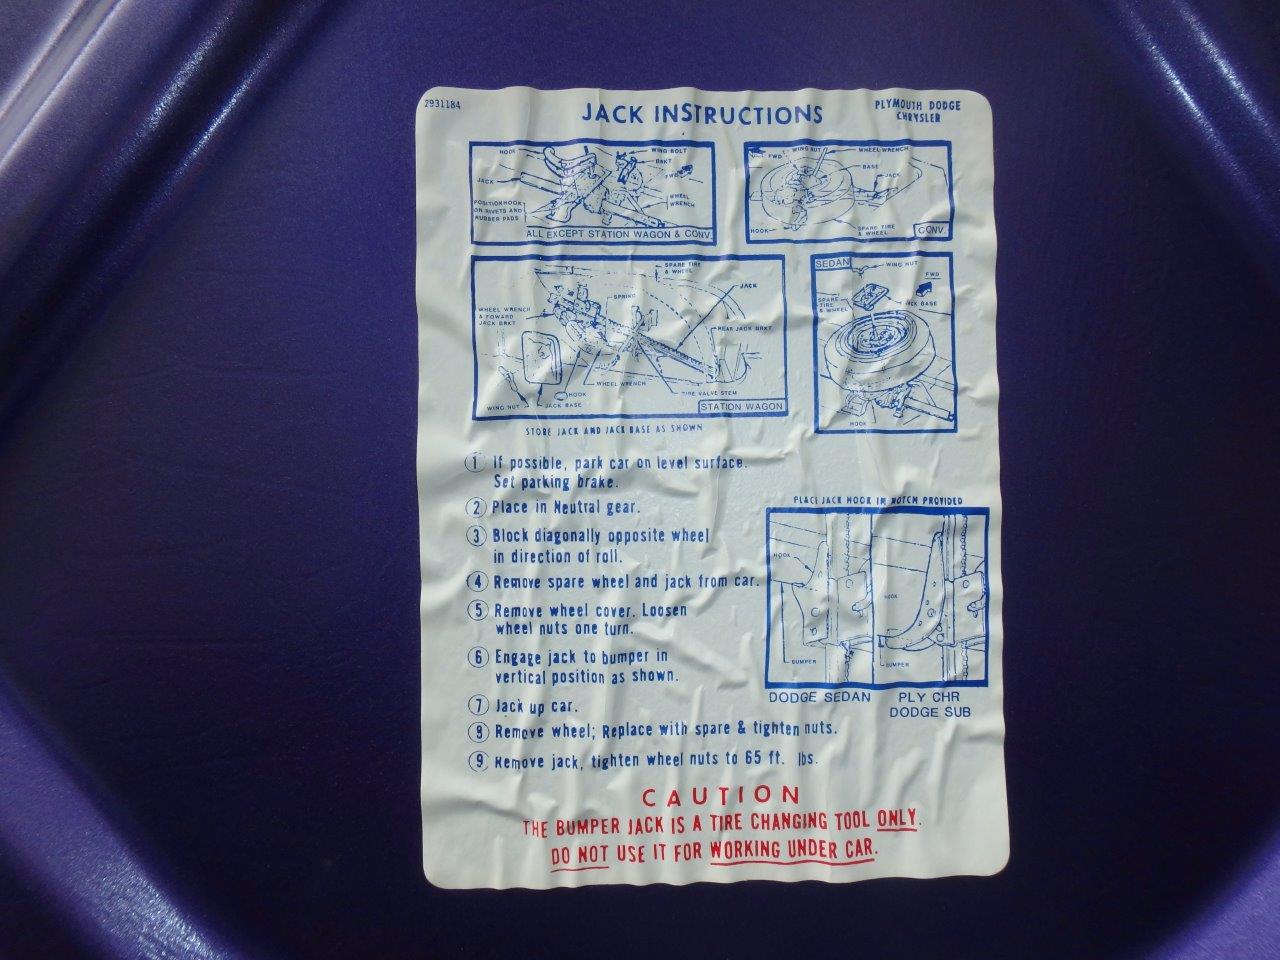 2931184
JACK INSTRUCTIONS
PLYMOUTH DODGE
CHRYSLER
HOOK
WING BOLT
BRKT
FWD
JACK
WHEEL
WRENCH
POSITION HOOK
ON RIVETS AND
RUBBER PADS
ALL EXCEPT STATION WAGON & CONV.
FWD
WING NUT
WHEEL WRENCH
BASE
JACK
HOOK
SPARE TIRE
& WHEEL
CONV.
SPARE TIRE
& WHEEL
JACK
SPRING
WHEEL WRENCH
& FOWARD
JACK BRKT
REAR JACK BRKT
WHEEL WRENCH
HOOK
TIRE VALVE STEM
WING NUT
JACK BASE
STATION WAGON
SEDAN
WING NUT
FWD
SPARE
TIRE
& WHEEL
JACK BASE
HOOK
STORE JACK AND JACK BASE AS SHOWN
1 If possible, park car on level surface.
Set parking brake.
2 Place in Neutral gear.
3 Block diagonally opposite wheel
in direction of roll.
4 Remove spare wheel and jack from car.
5 Remove wheel cover. Loosen
wheel nuts one turn.
6 Engage jack to bumper in
vertical position as shown.
7 Jack up car.
8 Remove wheel; Replace with spare & tighten nuts.
9 Remove jack, tighten wheel nuts to 65 ft. lbs.
PLACE JACK HOOK IN NOTCH PROVIDED
HOOK
HOOK
BUMPER
BUMPER
DODGE SEDAN
PLY CHR
DODGE SUB
CAUTION
THE BUMPER JACK IS A TIRE CHANGING TOOL ONLY.
DO NOT USE IT FOR WORKING UNDER CAR.